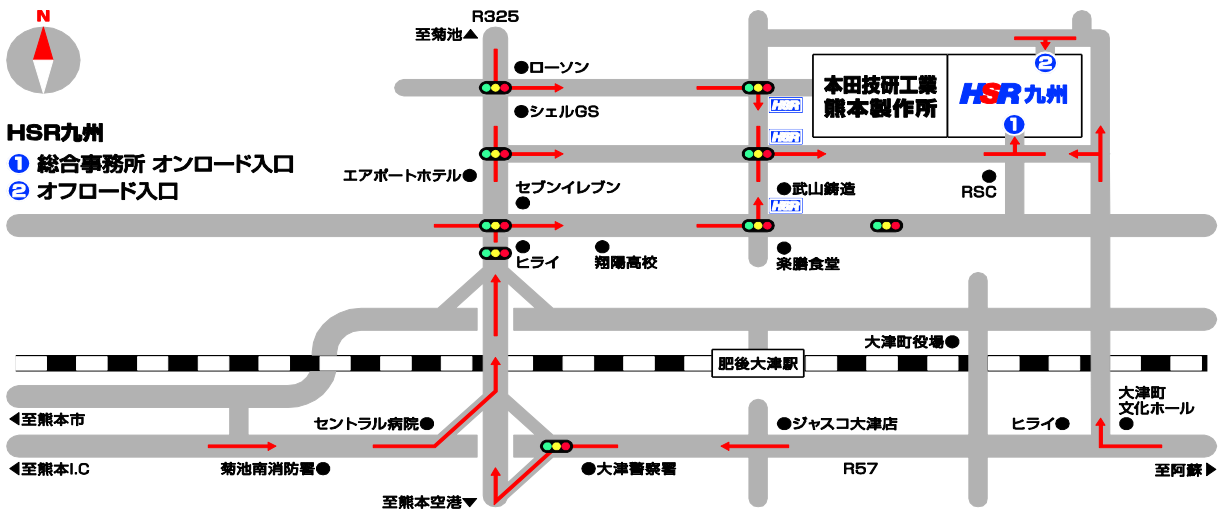 N
R325
至菊池▲
ローソン
シェルGS
HSR
HSR
本田技研工業
熊本製作所
HSR九州
2
1
HSR九州
1 総合事務所 オンロード入口
2 オフロード入口
エアポートホテル
セブンイレブン
武山鋳造
HSR
RSC
ヒライ
翔陽高校
楽膳食堂
大津町役場
肥後大津駅
◀至熊本市
セントラル病院
ジャスコ大津店
ヒライ
大津町
文化ホール
◀至熊本I.C
菊池南消防署
大津警察署
R57
至阿蘇▶
至熊本空港▼